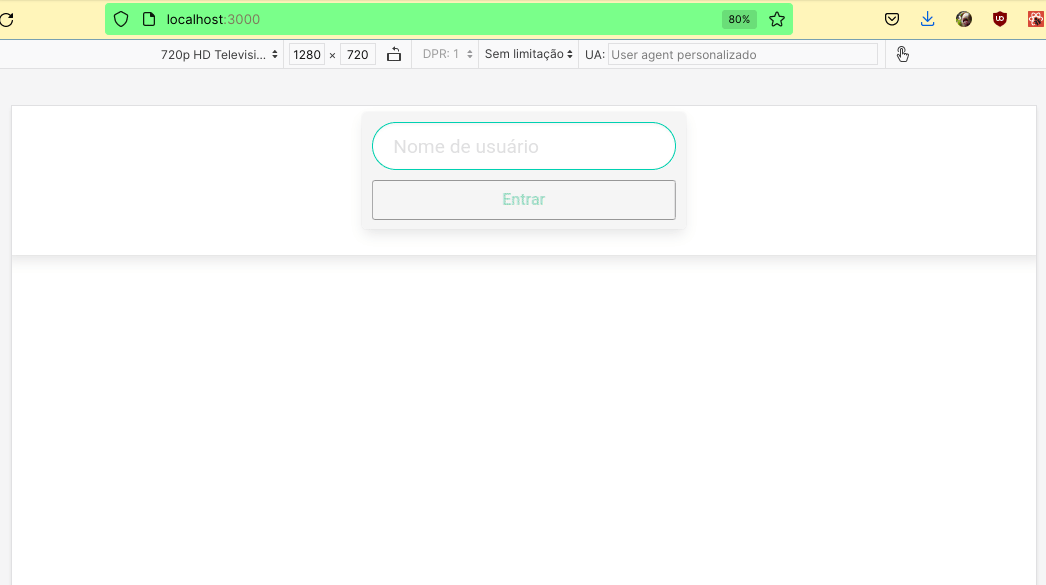 localhost:3000
80%
720p HD Televisi...
1280 × 720
DPR: 1
Sem limitação
UA: User agent personalizado
Nome de usuário
Entrar